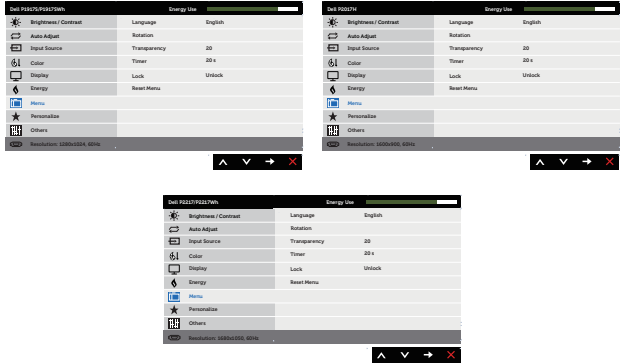 Dell P1917S/P1917SWh Energy Use
Brightness / Contrast Language English
Auto Adjust Rotation
Input Source Transparency 20
Color Timer 20 s
Display Lock Unlock
Energy Reset Menu
Menu
Personalize
Others
Resolution: 1280x1024, 60Hz
Dell P2017H Energy Use
Brightness / Contrast Language English
Auto Adjust Rotation
Input Source Transparency 20
Color Timer 20 s
Display Lock Unlock
Energy Reset Menu
Menu
Personalize
Others
Resolution: 1600x900, 60Hz
Dell P2217/P2217Wh Energy Use
Brightness / Contrast Language English
Auto Adjust Rotation
Input Source Transparency 20
Color Timer 20 s
Display Lock Unlock
Energy Reset Menu
Menu
Personalize
Others
Resolution: 1680x1050, 60Hz